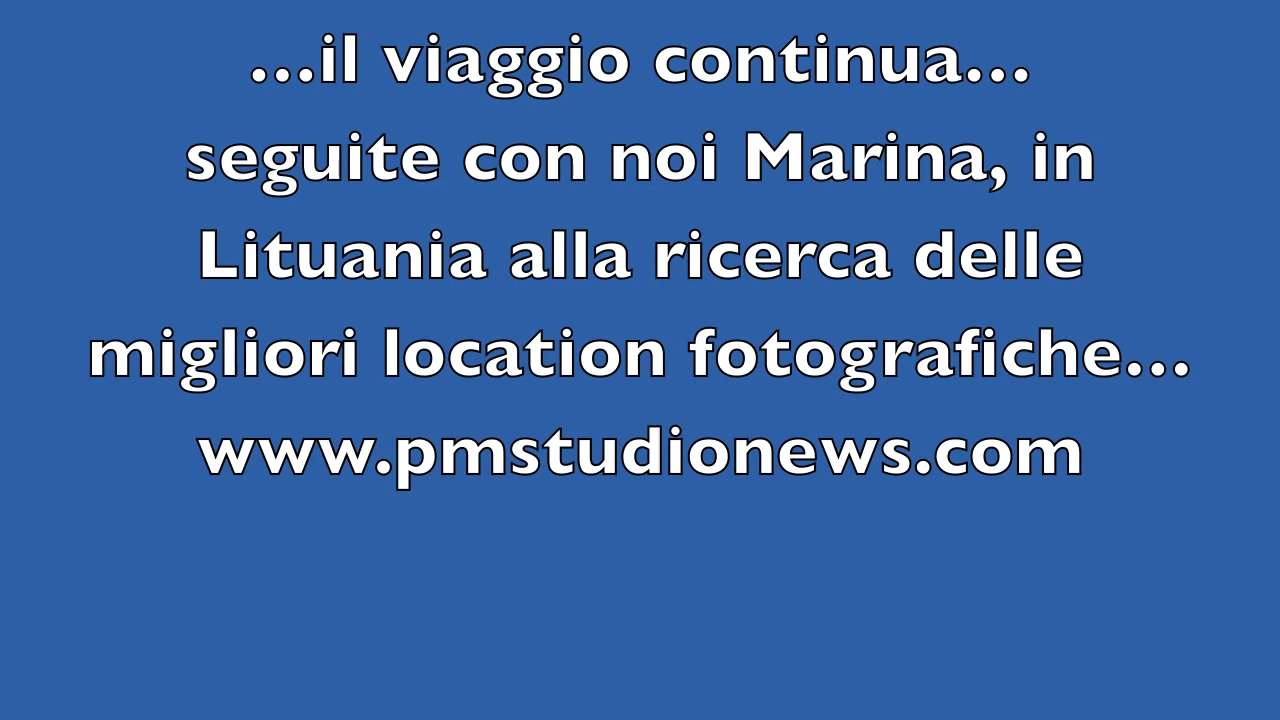 ...il viaggio continua...
seguite con noi Marina, in
Lituania alla ricerca delle
migliori location fotografiche...
www.pmstudionews.com